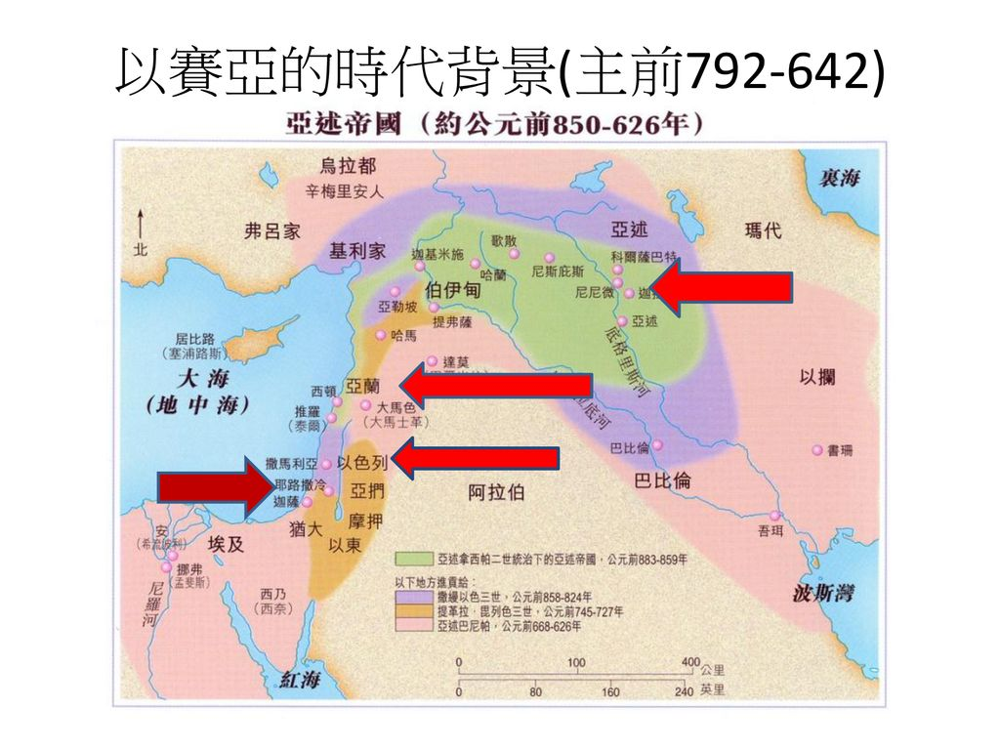 以賽亞的時代背景(主前792-642)
亞述帝國（約公元前850-626年）
烏拉都
辛梅里安人
裏海
弗呂家
北
基利家
歌散
亞述
瑪代
迦基米施
哈蘭
尼斯庇斯
科爾薩巴特
伯伊甸
尼尼微
亞勒坡
提弗薩
亞述
哈馬
底格里斯河
居比路
（塞浦路斯）
達莫
大海
（地中海）
以攔
西頓
亞蘭
推羅
（泰爾）
大馬色
（大馬士革）
底河
巴比倫
書珊
撒馬利亞
以色列
耶路撒冷
迦薩
亞捫
阿拉伯
巴比倫
摩押
猶大
以東
吾珥
安
（希流波利）
埃及
挪弗
（孟斐斯）
尼羅河
西乃
（西奈）
波斯灣
紅海
亞述拿西帕二世統治下的亞述帝國，公元前883-859年
以下地方進貢給：
撒縵以色三世，公元前858-824年
提革拉．毘列色三世，公元前745-727年
亞述巴尼帕，公元前668-626年
0 100 400 公里
0 80 160 240 英里